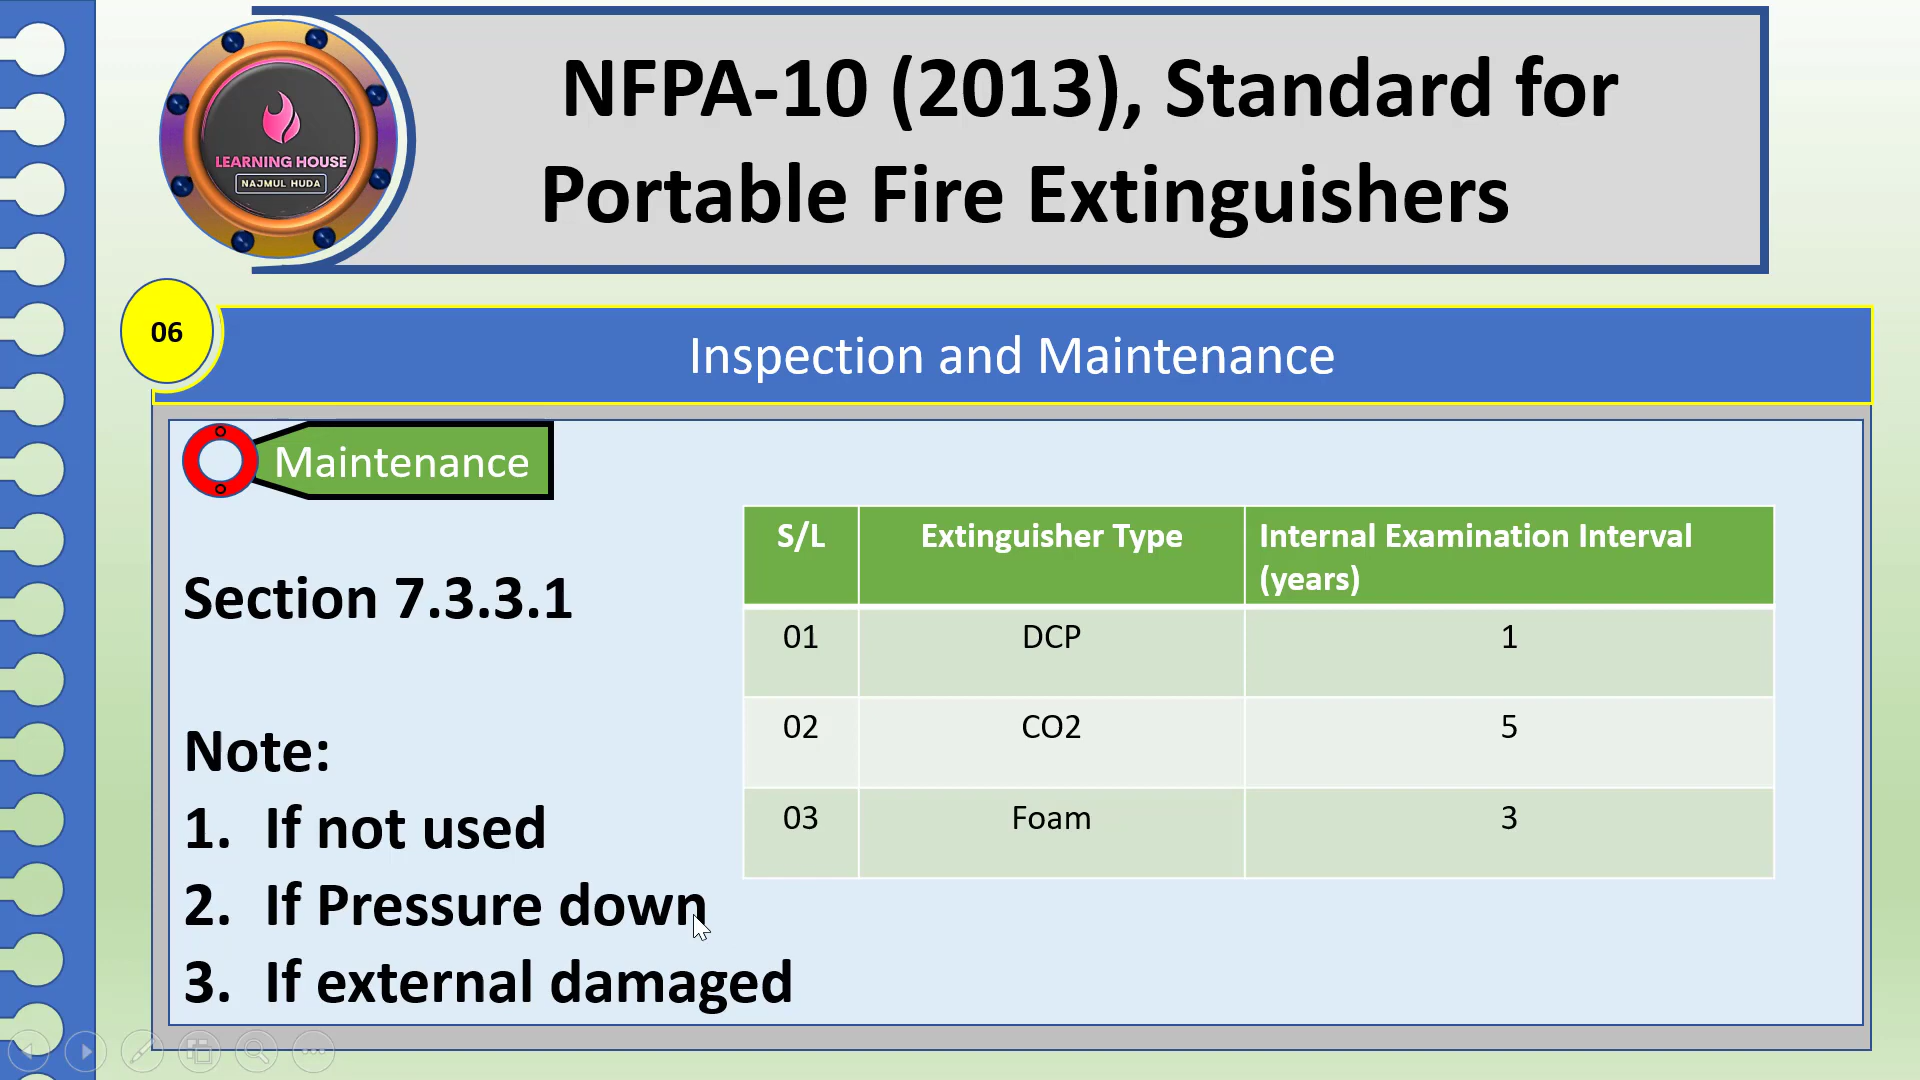 NFPA-10 (2013), Standard for
Portable Fire Extinguishers
LEARNING HOUSE
NAJMUL HUDA
06
Inspection and Maintenance
Maintenance
Section 7.3.3.1
Note:
1. If not used
2. If Pressure down
3. If external damaged
S/L Extinguisher Type Internal Examination Interval
(years)
01 DCP 1
02 CO2 5
03 Foam 3